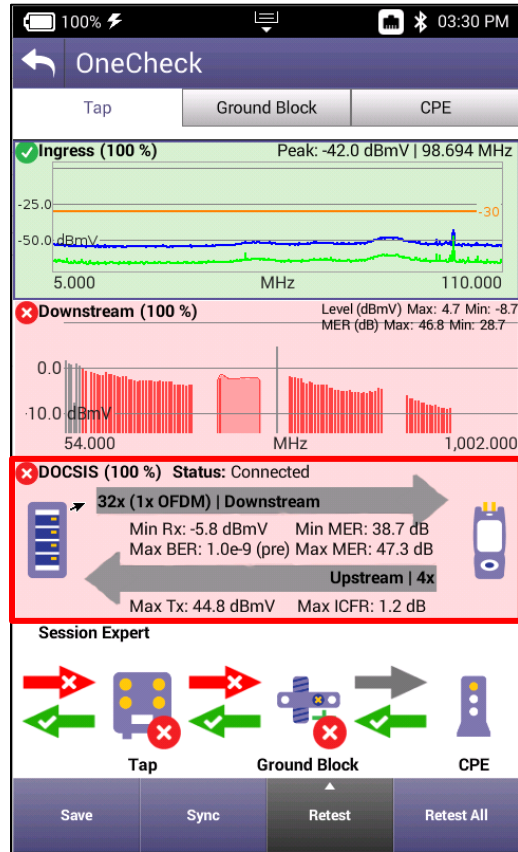 100% 03:30 PM
OneCheck
Tap Ground Block CPE
Ingress (100 %) Peak: -42.0 dBmV | 98.694 MHz
-25.0
-30
-50.0 dBmV
5.000 MHz 110.000
Downstream (100 %) Level (dBmV) Max: 4.7 Min: -8.7
MER (dB) Max: 46.8 Min: 28.7
0.0
-10.0 dBmV
54.000 MHz 1,002.000
DOCSIS (100 %) Status: Connected
32x (1x OFDM) | Downstream
Min Rx: -5.8 dBmV Min MER: 38.7 dB
Max BER: 1.0e-9 (pre) Max MER: 47.3 dB
Upstream | 4x
Max Tx: 44.8 dBmV Max ICFR: 1.2 dB
Session Expert
Tap Ground Block CPE
Save Sync Retest Retest All